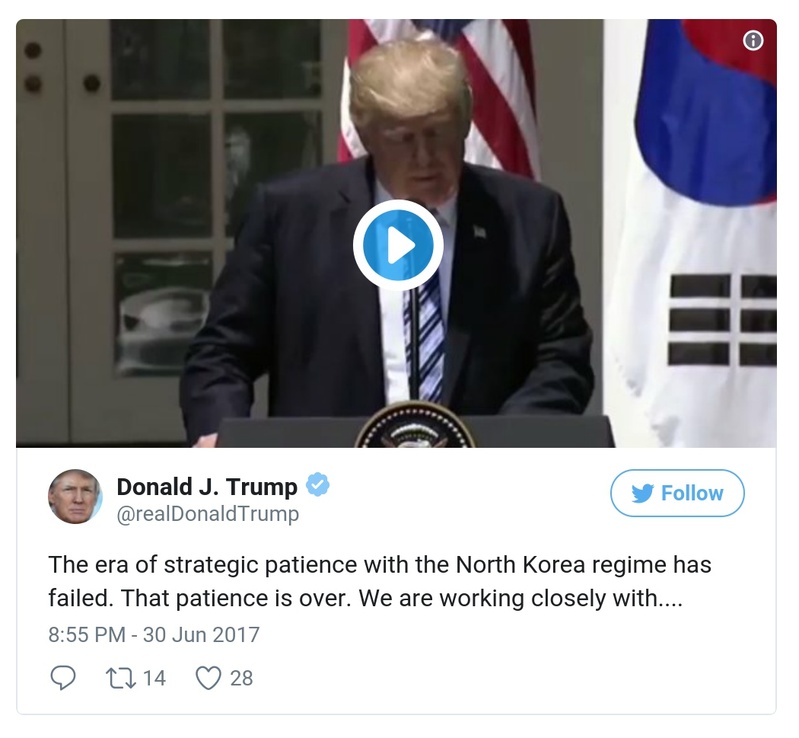 Donald J. Trump
@realDonaldTrump
Follow
The era of strategic patience with the North Korea regime has
failed. That patience is over. We are working closely with....
8:55 PM - 30 Jun 2017
14 28